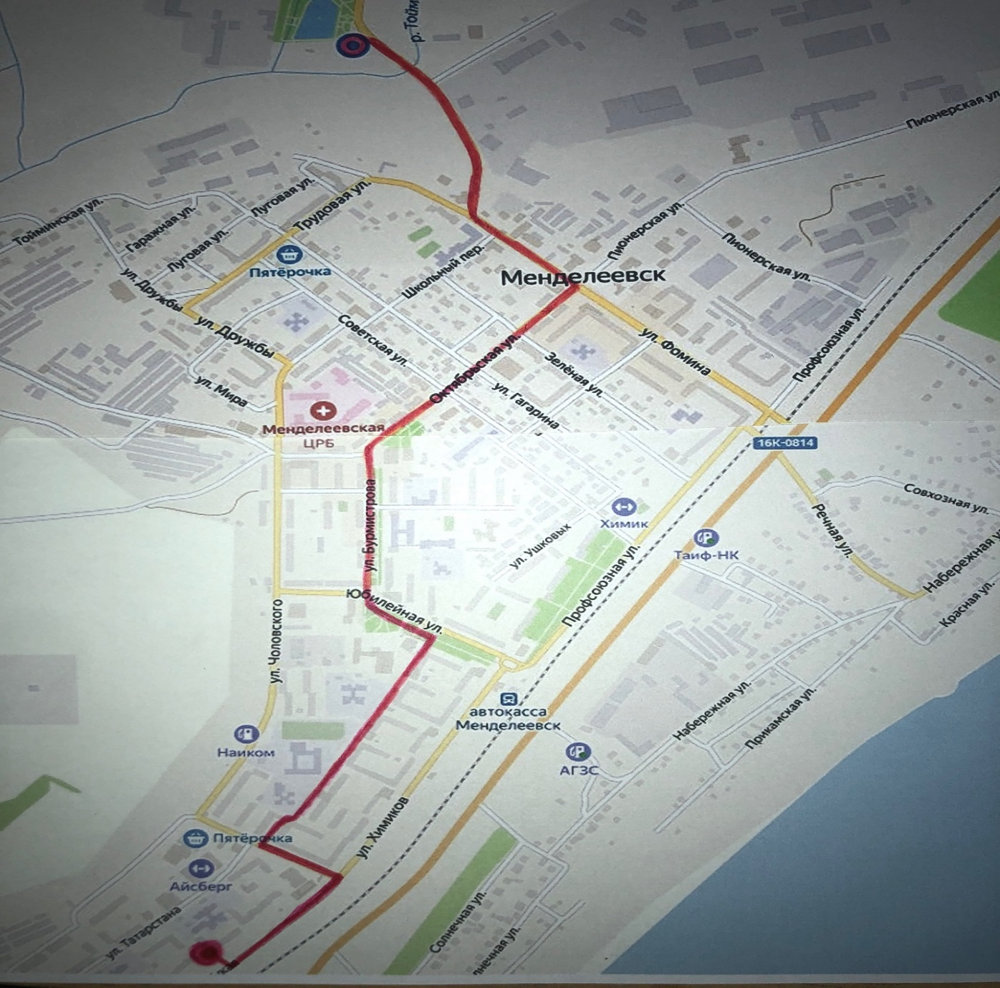 р. Тойм
Пионерская ул.
Тойминская ул.
Гаражная ул.
Луговая ул.
Луговая ул.
Трудовая ул.
Пионерская ул.
Пионерская ул.
Пятёрочка
Школьный пер.
Менделеевск
ул. Дружбы
ул. Дружбы
Советская ул.
Октябрьская ул.
Зелёная ул.
ул. Фомина
Профсоюзная ул.
ул. Мира
ул. Гагарина
Менделеевская
ЦРБ
16К-0814
Совхозная ул.
ул. Бурмистрова
Химик
ул. Ушковых
Таиф-НК
Речная ул.
Набережная ул.
Красная ул.
Юбилейная ул.
Профсоюзная ул.
ул. Чоловского
автокасса
Менделеевск
Набережная ул.
Прикамская ул.
Наиком
АГЗС
Пятёрочка
ул. Химиков
Айсберг
ул. Татарстана
Солнечная ул.
лнечная ул.
кая